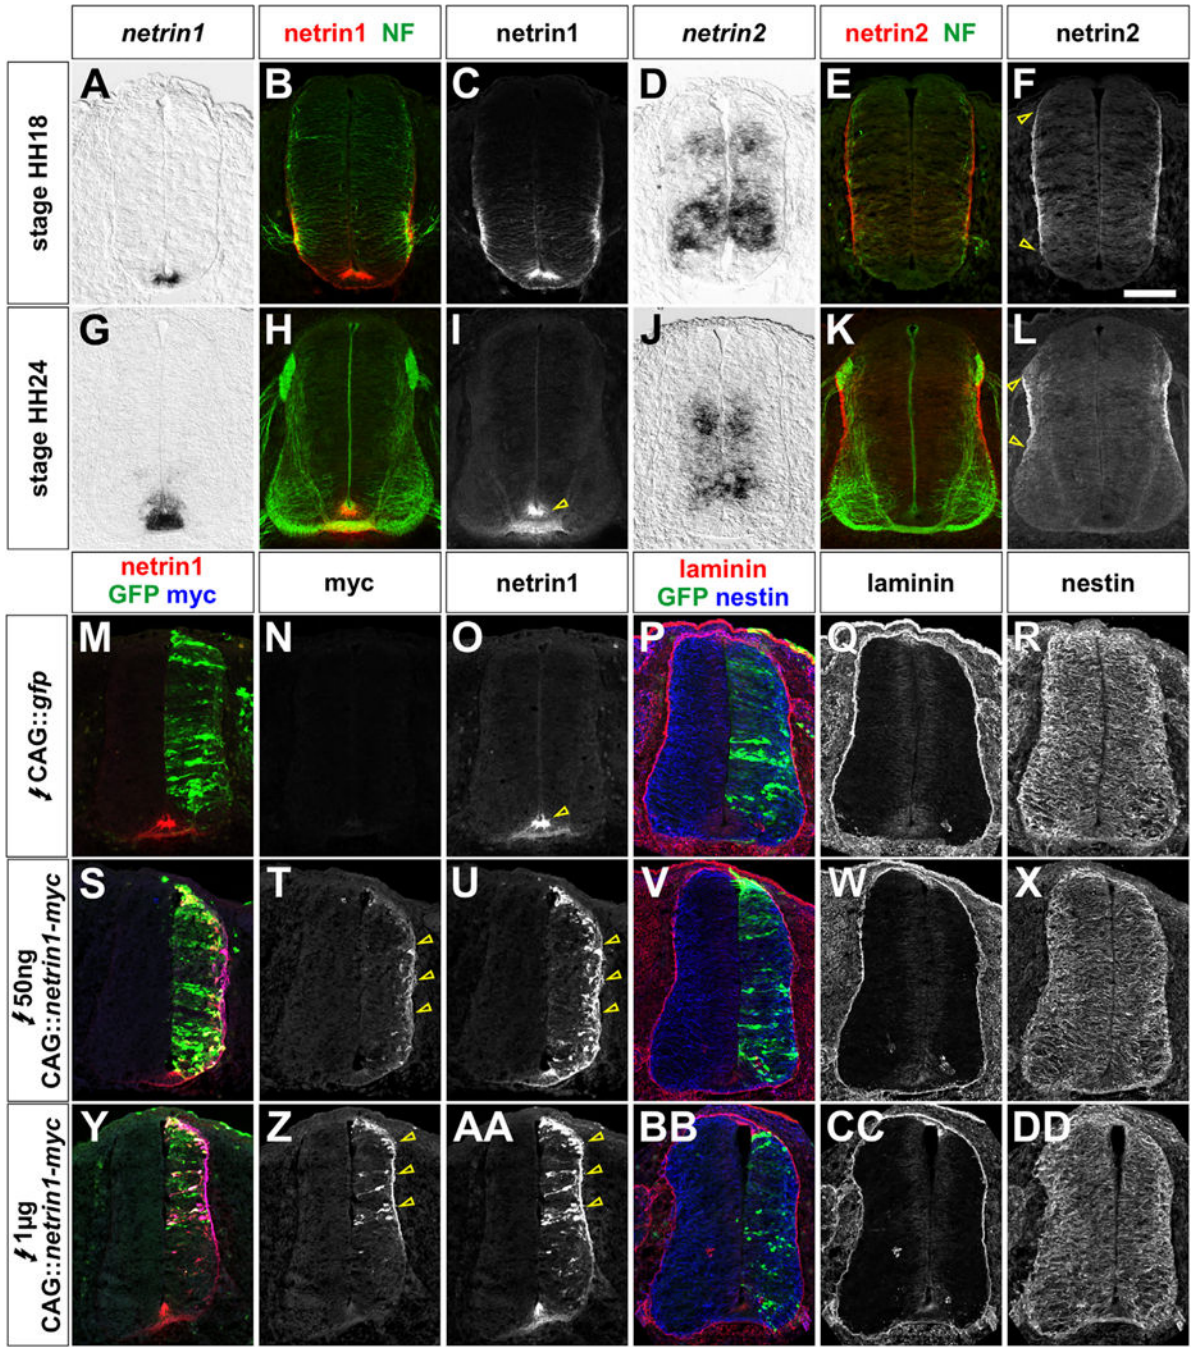 netrin1
netrin1 NF
netrin1
netrin2
netrin2 NF
netrin2
stage HH18
A
B
C
D
E
F
stage HH24
G
H
I
J
K
L
netrin1
GFP myc
myc
netrin1
laminin
GFP nestin
laminin
nestin
CAG::gfp
M
N
O
P
Q
R
50ng
CAG::netrin1-myc
S
T
U
V
W
X
1µg
CAG::netrin1-myc
Y
Z
AA
BB
CC
DD